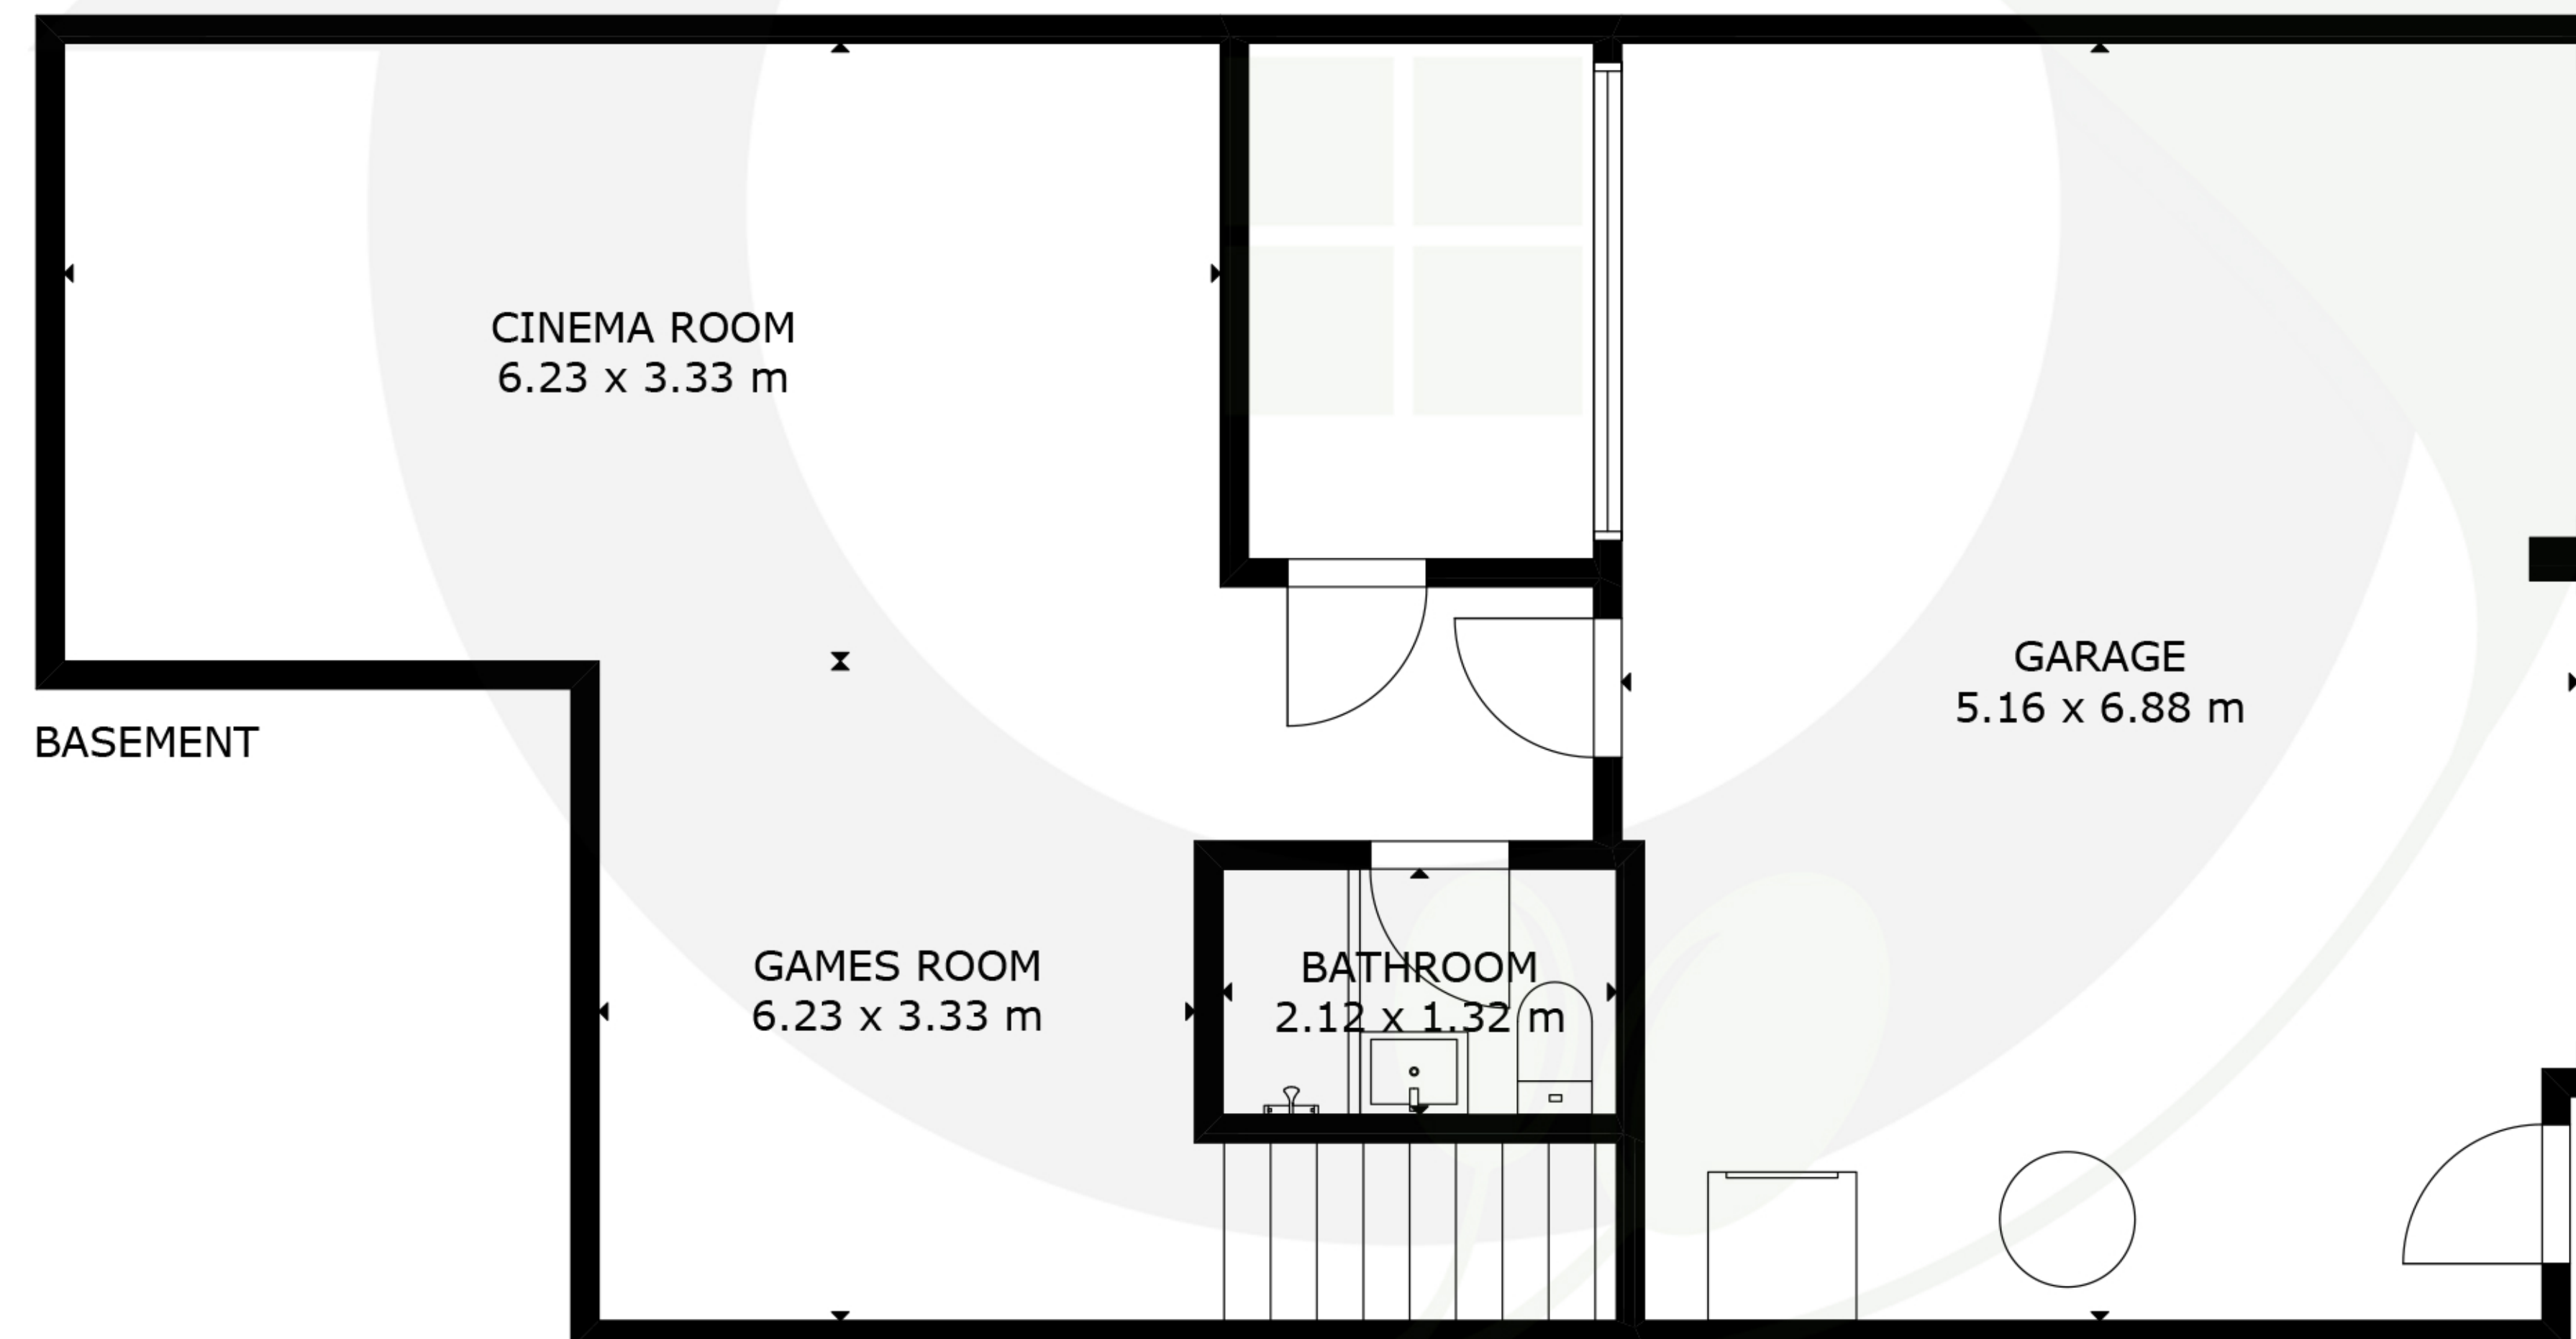 CINEMA ROOM
6.23 x 3.33 m
GARAGE
5.16 x 6.88 m
BASEMENT
GAMES ROOM
6.23 x 3.33 m
BATHROOM
2.12 x 1.32 m